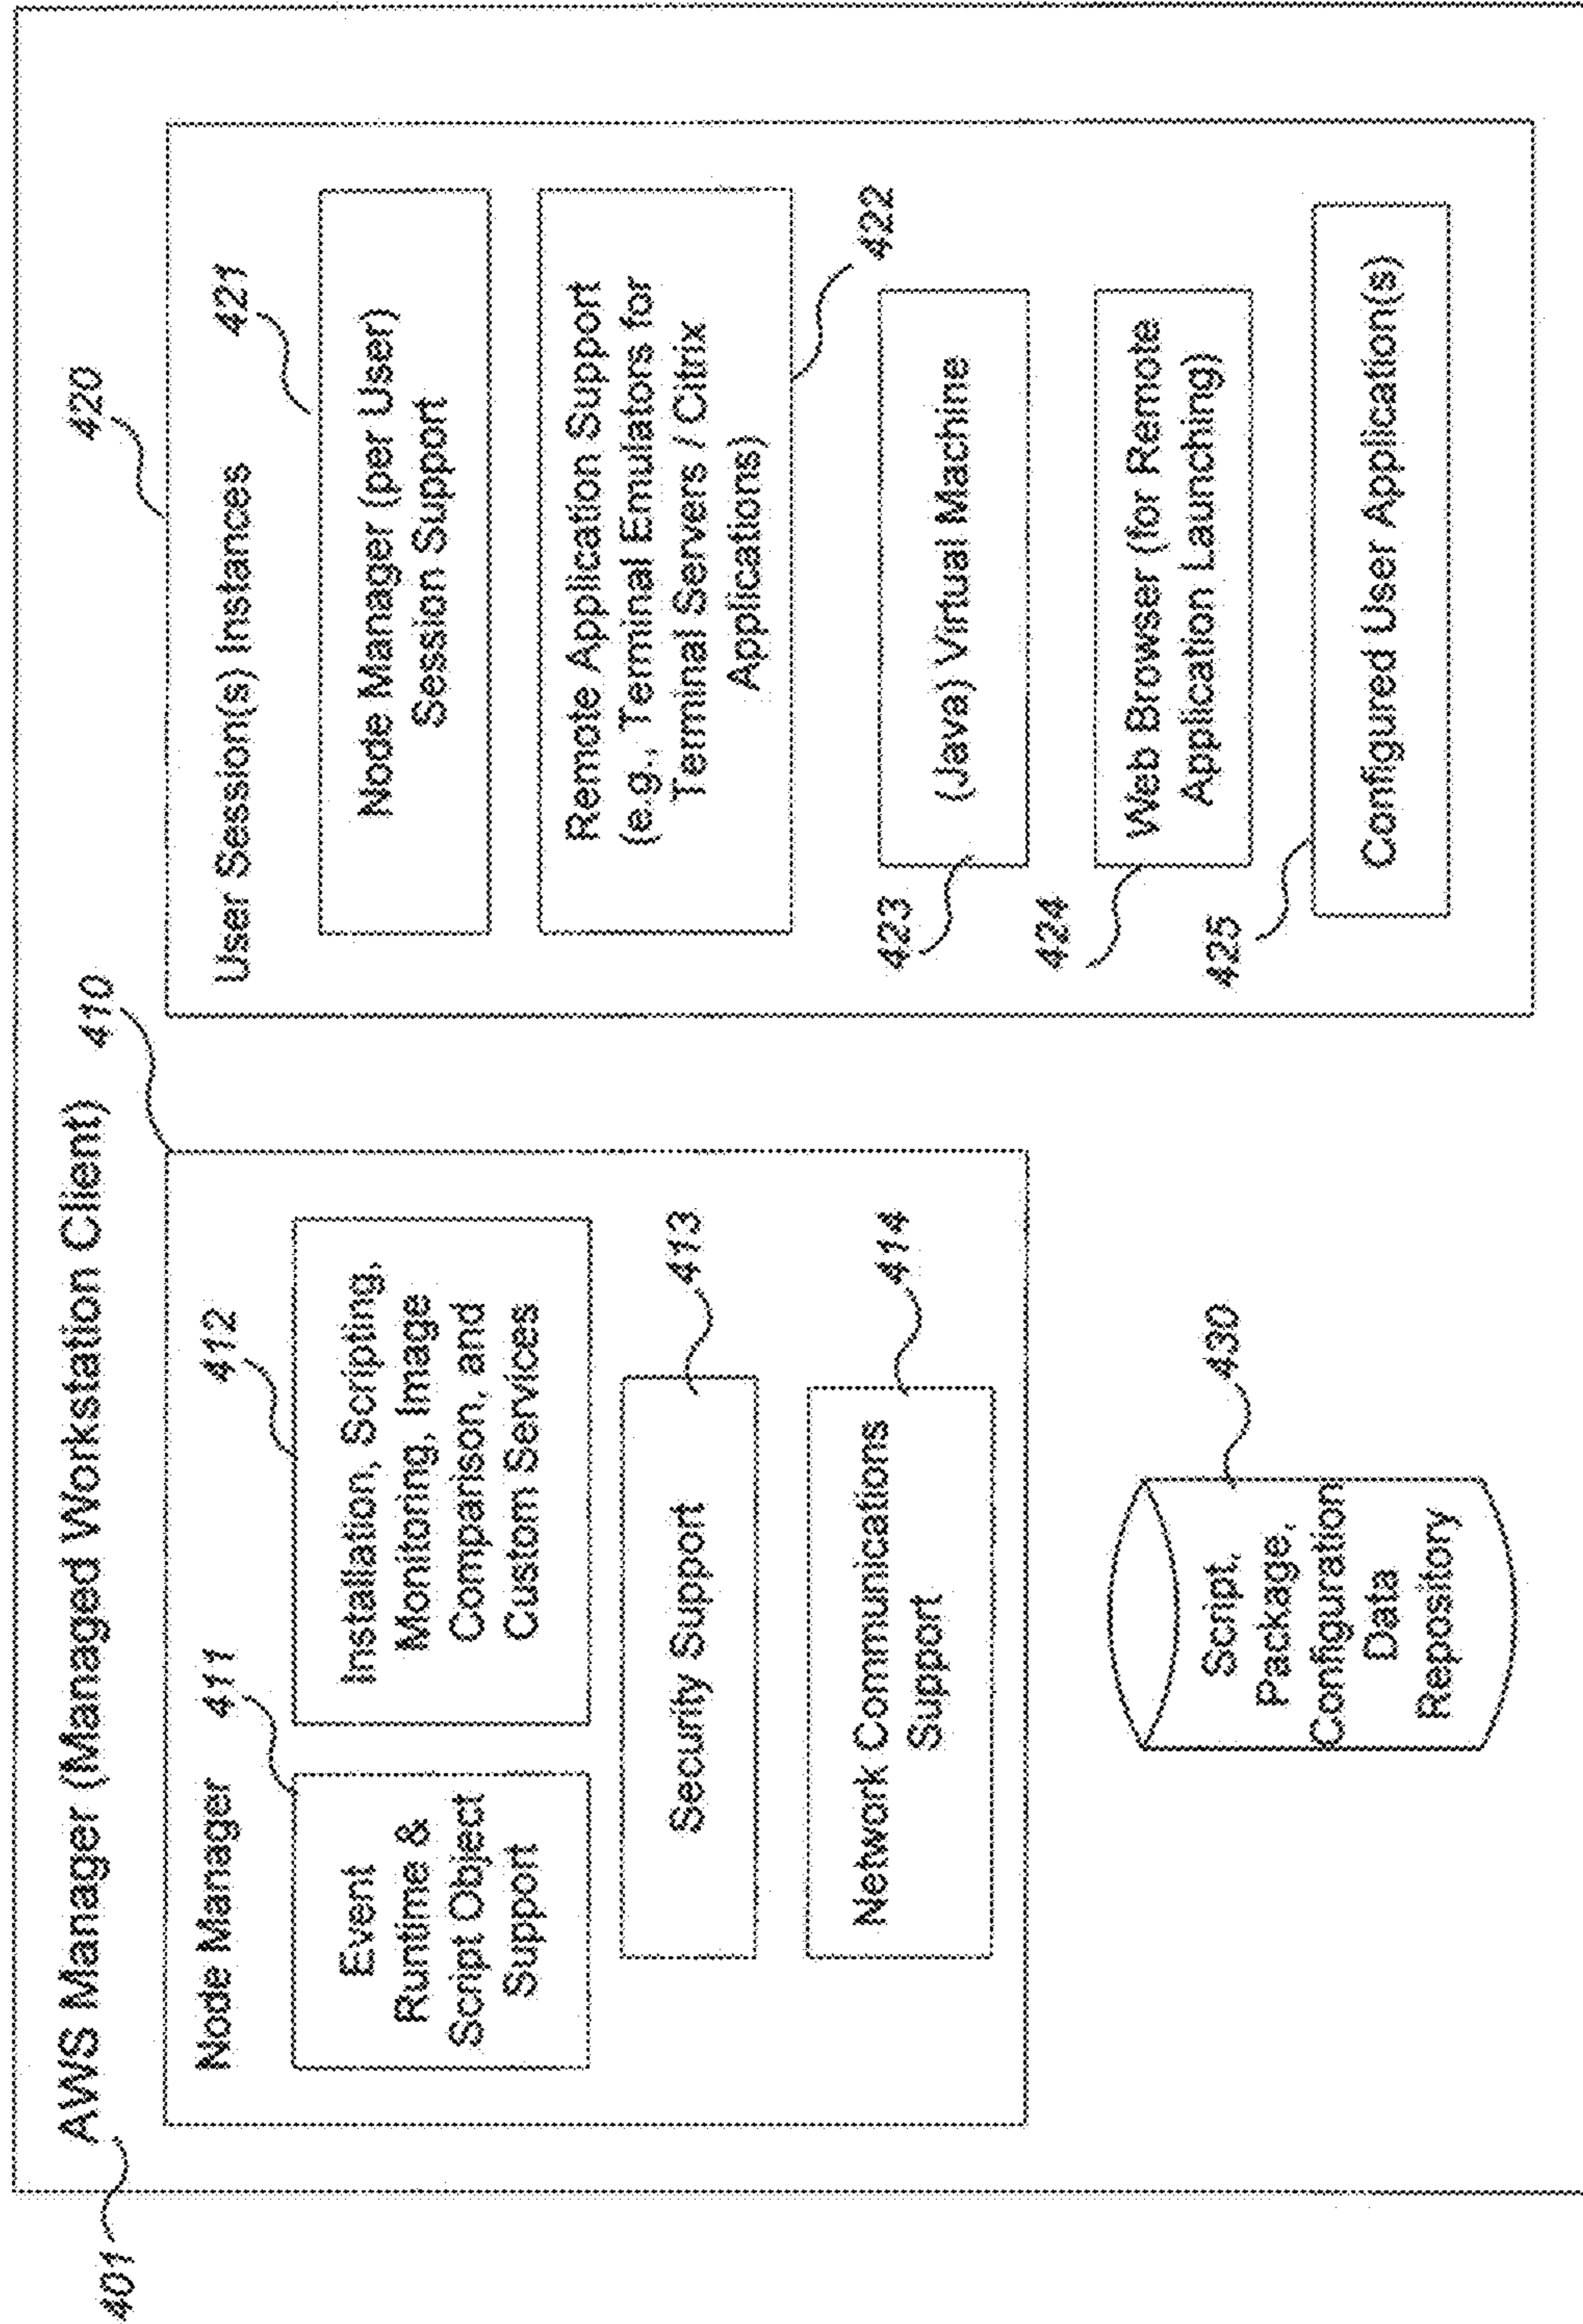 401
AWS Manager (Managed Workstation Client)
410
Node Manager
411
Event
Runtime &
Script Object
Support
412
Installation, Scripting,
Monitoring, Image
Comparison, and
Custom Services
Security Support
413
Network Communications
Support
414
Script,
Package,
Configuration
Data
Repository
430
420
User Session(s) Instances
421
Node Manager (per User)
Session Support
Remote Application Support
(e.g., Terminal Emulators for
Terminal Servers / Citrix
Applications)
422
423
(Java) Virtual Machine
424
Web Browser (for Remote
Application Launching)
425
Configured User Application(s)